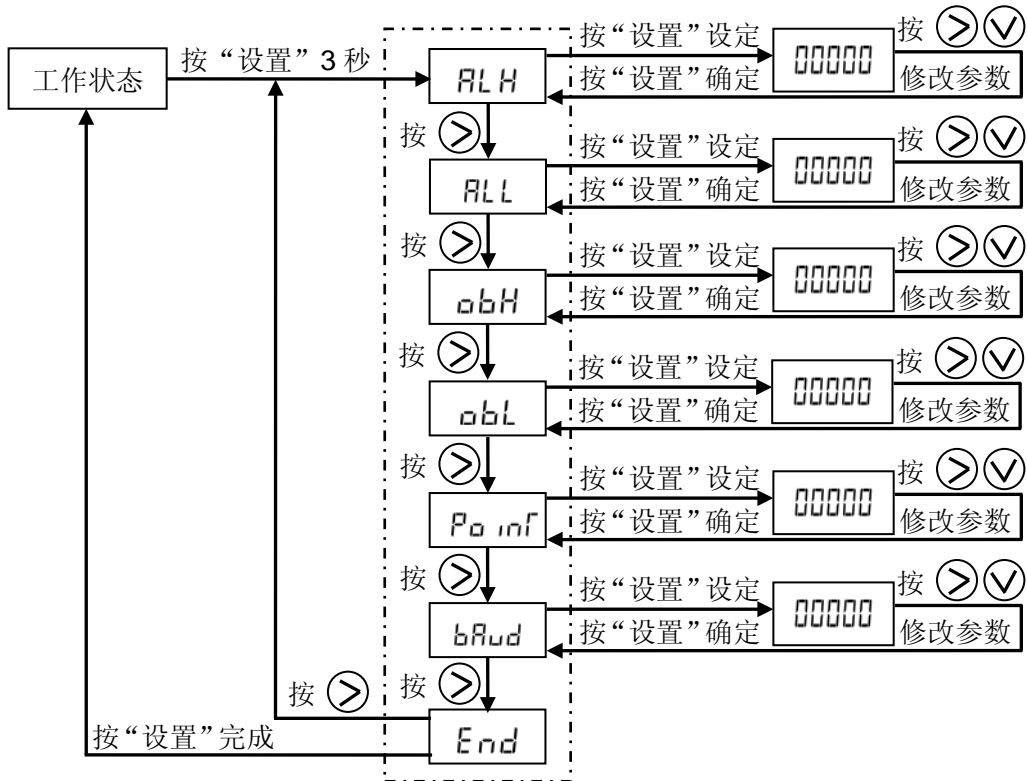 工作状态
按“设置”3秒
ALH
按“设置”设定
按“设置”确定
00000
按 > ∨
修改参数
按 >
ALL
按“设置”设定
按“设置”确定
00000
按 > ∨
修改参数
按 >
obH
按“设置”设定
按“设置”确定
00000
按 > ∨
修改参数
按 >
obL
按“设置”设定
按“设置”确定
00000
按 > ∨
修改参数
按 >
PoinT
按“设置”设定
按“设置”确定
00000
按 > ∨
修改参数
按 >
bAud
按“设置”设定
按“设置”确定
00000
按 > ∨
修改参数
按 >
按 >
End
按“设置”完成